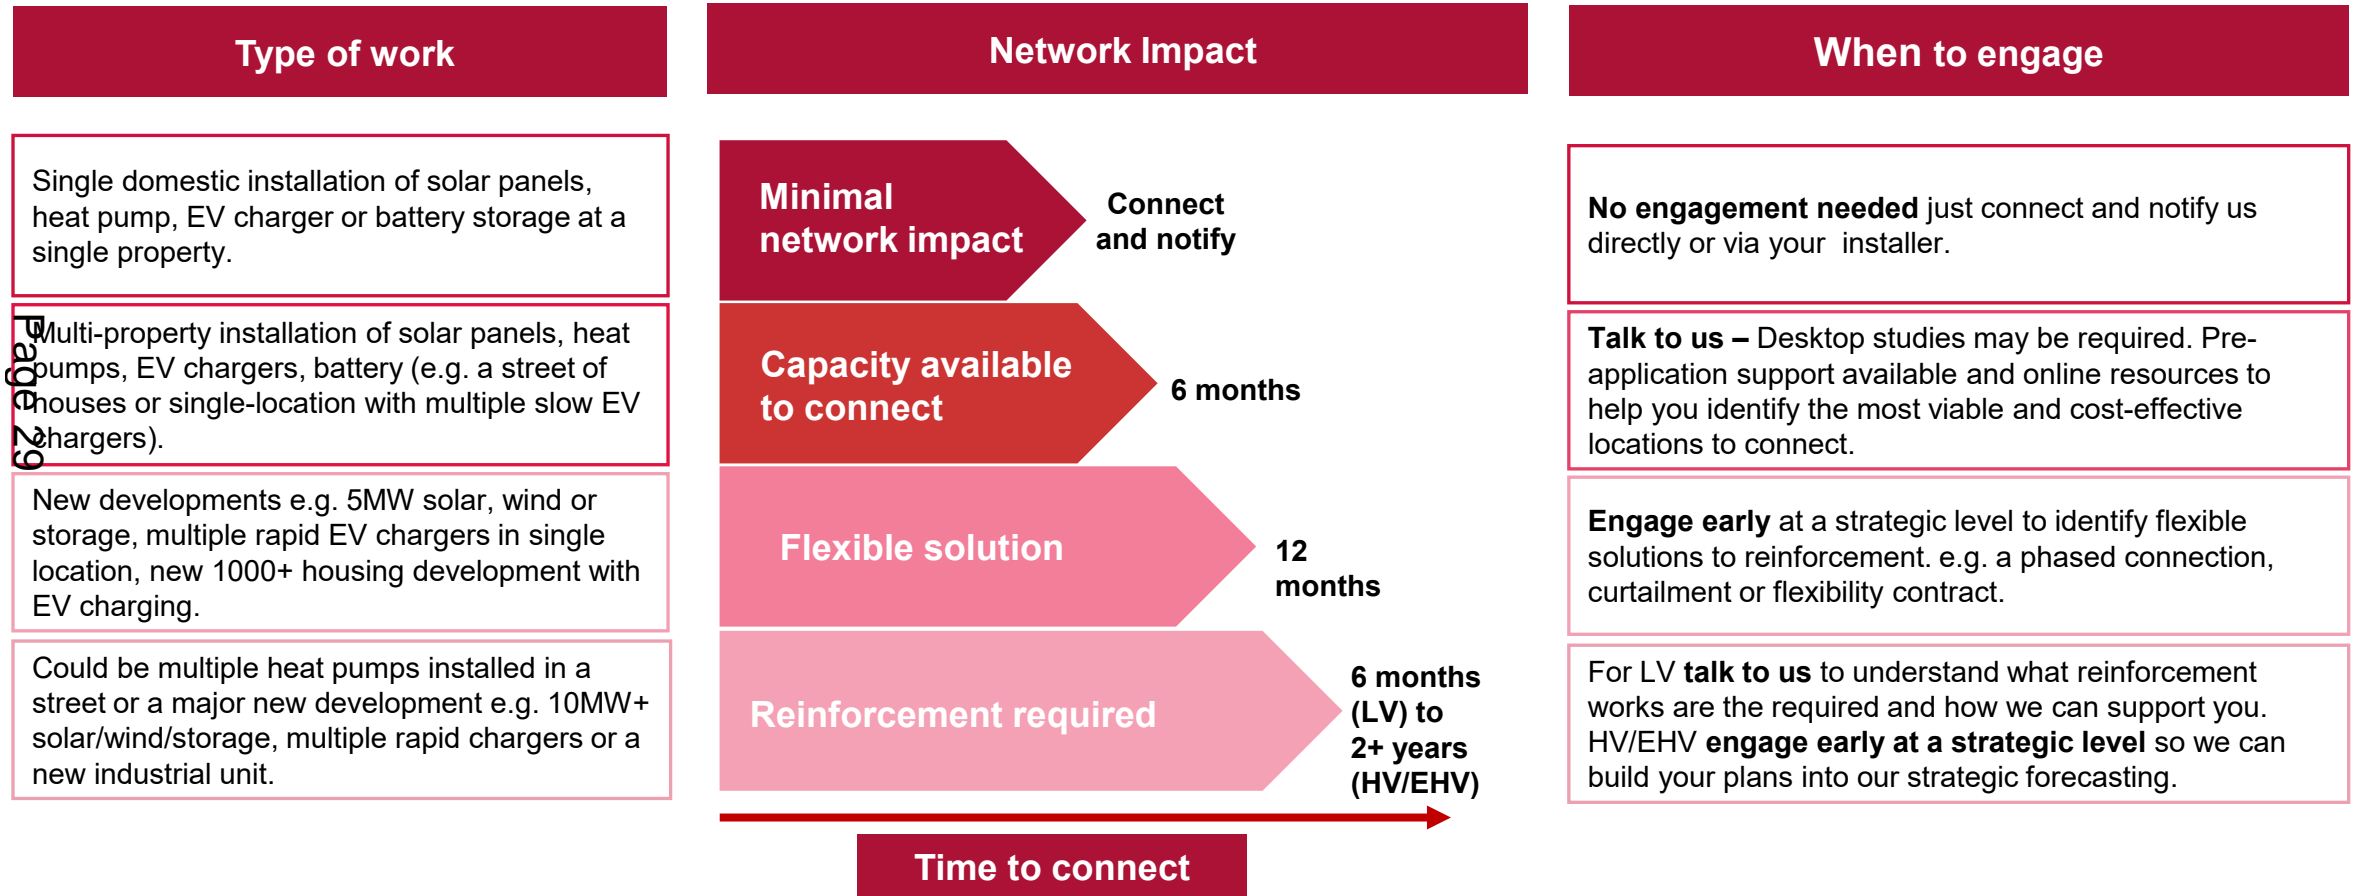 Type of work
Network Impact
When to engage
Single domestic installation of solar panels,
heat pump, EV charger or battery storage at a
single property.
Minimal
network impact
Connect
and notify
No engagement needed just connect and notify us
directly or via your installer.
Multi-property installation of solar panels, heat
pumps, EV chargers, battery (e.g. a street of
houses or single-location with multiple slow EV
chargers).
Capacity available
to connect
6 months
Talk to us – Desktop studies may be required. Pre-
application support available and online resources to
help you identify the most viable and cost-effective
locations to connect.
Page 29
New developments e.g. 5MW solar, wind or
storage, multiple rapid EV chargers in single
location, new 1000+ housing development with
EV charging.
Flexible solution
12
months
Engage early at a strategic level to identify flexible
solutions to reinforcement. e.g. a phased connection,
curtailment or flexibility contract.
Could be multiple heat pumps installed in a
street or a major new development e.g. 10MW+
solar/wind/storage, multiple rapid chargers or a
new industrial unit.
Reinforcement required
6 months
(LV) to
2+ years
(HV/EHV)
For LV talk to us to understand what reinforcement
works are the required and how we can support you.
HV/EHV engage early at a strategic level so we can
build your plans into our strategic forecasting.
Time to connect